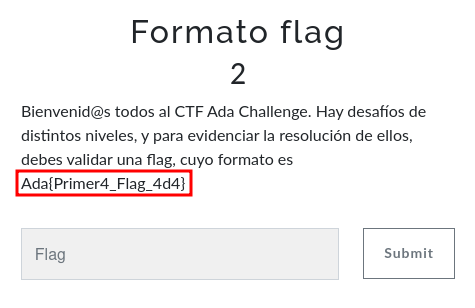 Formato flag
2
Bienvenid@s todos al CTF Ada Challenge. Hay desafíos de
distintos niveles, y para evidenciar la resolución de ellos,
debes validar una flag, cuyo formato es
Ada{Primer4_Flag_4d4}
Flag
Submit